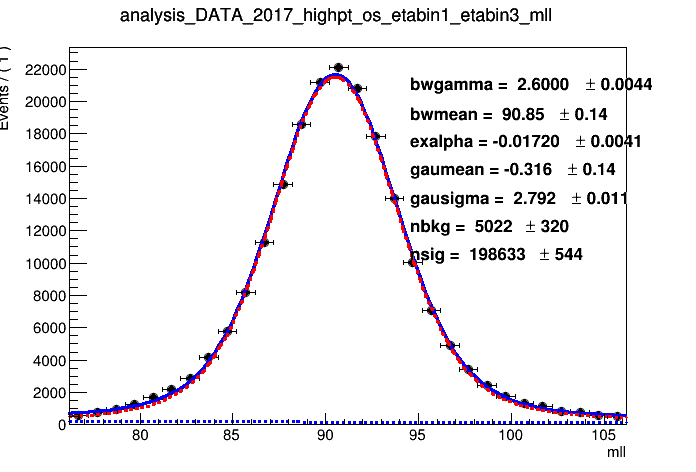 analysis_DATA_2017_highpt_os_etabin1_etabin3_mll
Events / ( 1 )
22000
20000
18000
16000
14000
12000
10000
8000
6000
4000
2000
0
bwgamma = 2.6000 ± 0.0044
bwmean = 90.85 ± 0.14
exalpha = -0.01720 ± 0.0041
gaumean = -0.316 ± 0.14
gausigma = 2.792 ± 0.011
nbkg = 5022 ± 320
nsig = 198633 ± 544
80 85 90 95 100 105
mll